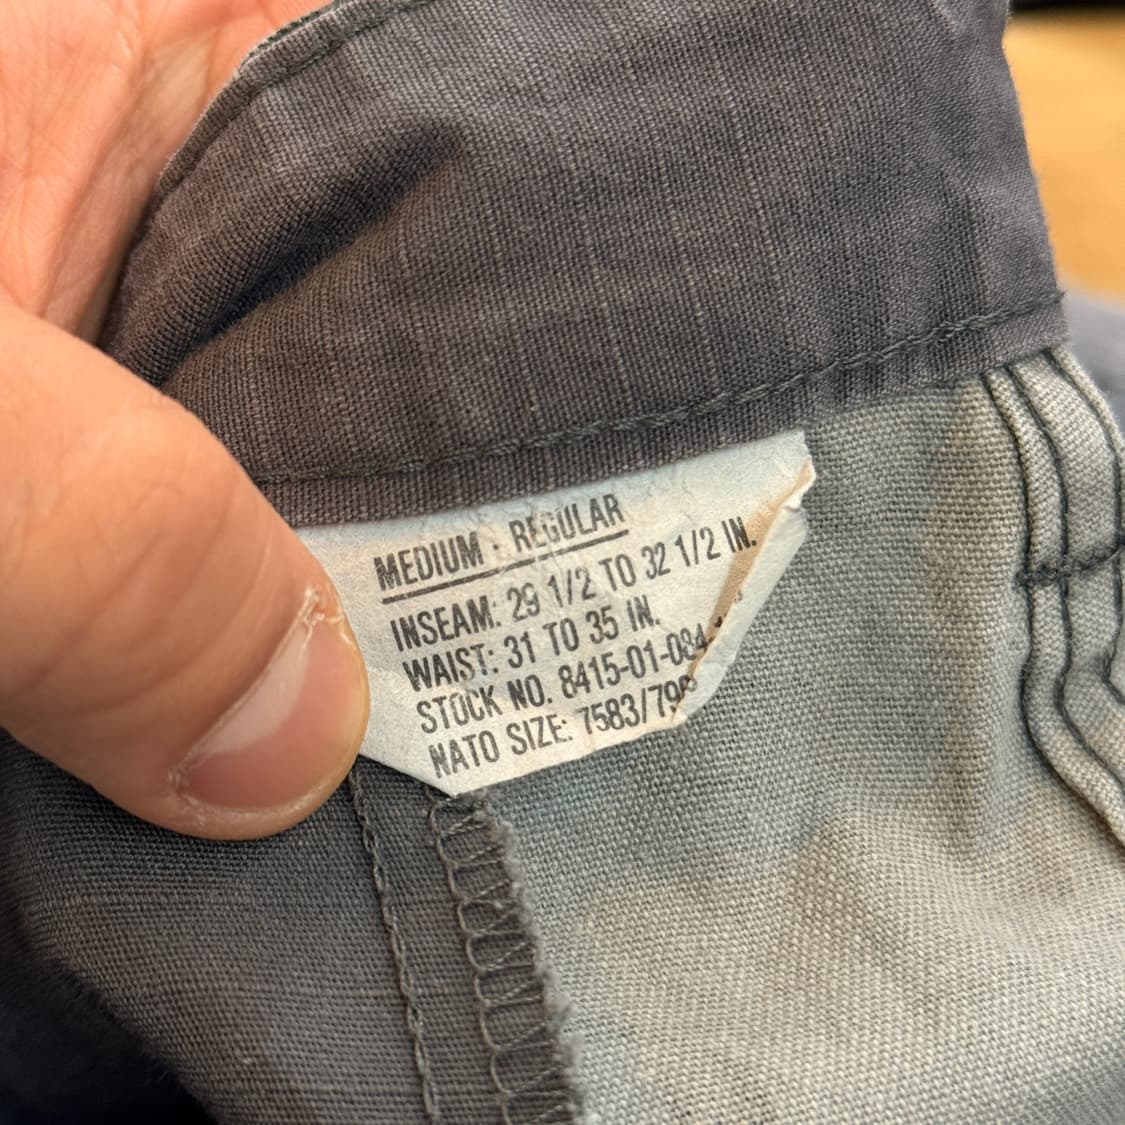 MEDIUM - REGULAR
INSEAM: 29 1/2 TO 32 1/2 IN.
WAIST: 31 TO 35 IN.
STOCK NO. 8415-01-084
NATO SIZE: 7583/79